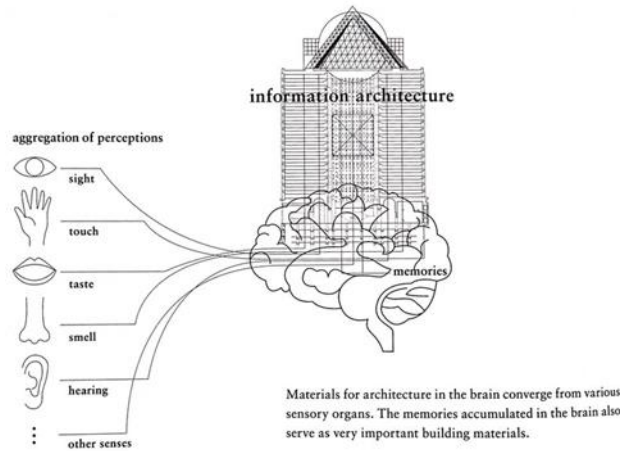 information architecture
aggregation of perceptions
sight
touch
taste
smell
hearing
other senses
memories
Materials for architecture in the brain converge from various
sensory organs. The memories accumulated in the brain also
serve as very important building materials.